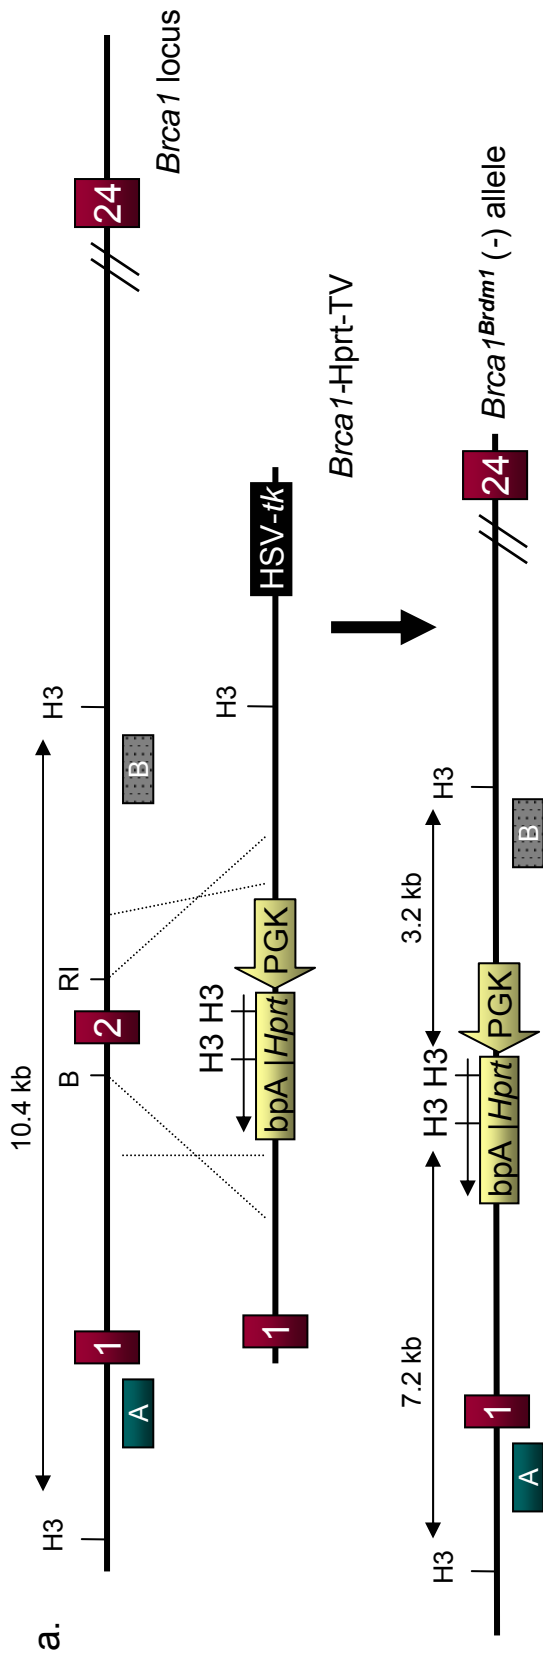 a.
10.4 kb
H3
B
RI
H3
1
2
24
A
B
Brca1 locus
H3 H3
H3
1
bpA
Hprt
PGK
HSV-tk
Brca1-Hprt-TV
7.2 kb
3.2 kb
H3
H3 H3
H3
1
bpA
Hprt
PGK
24
A
B
Brca1Brdm1 (-) allele